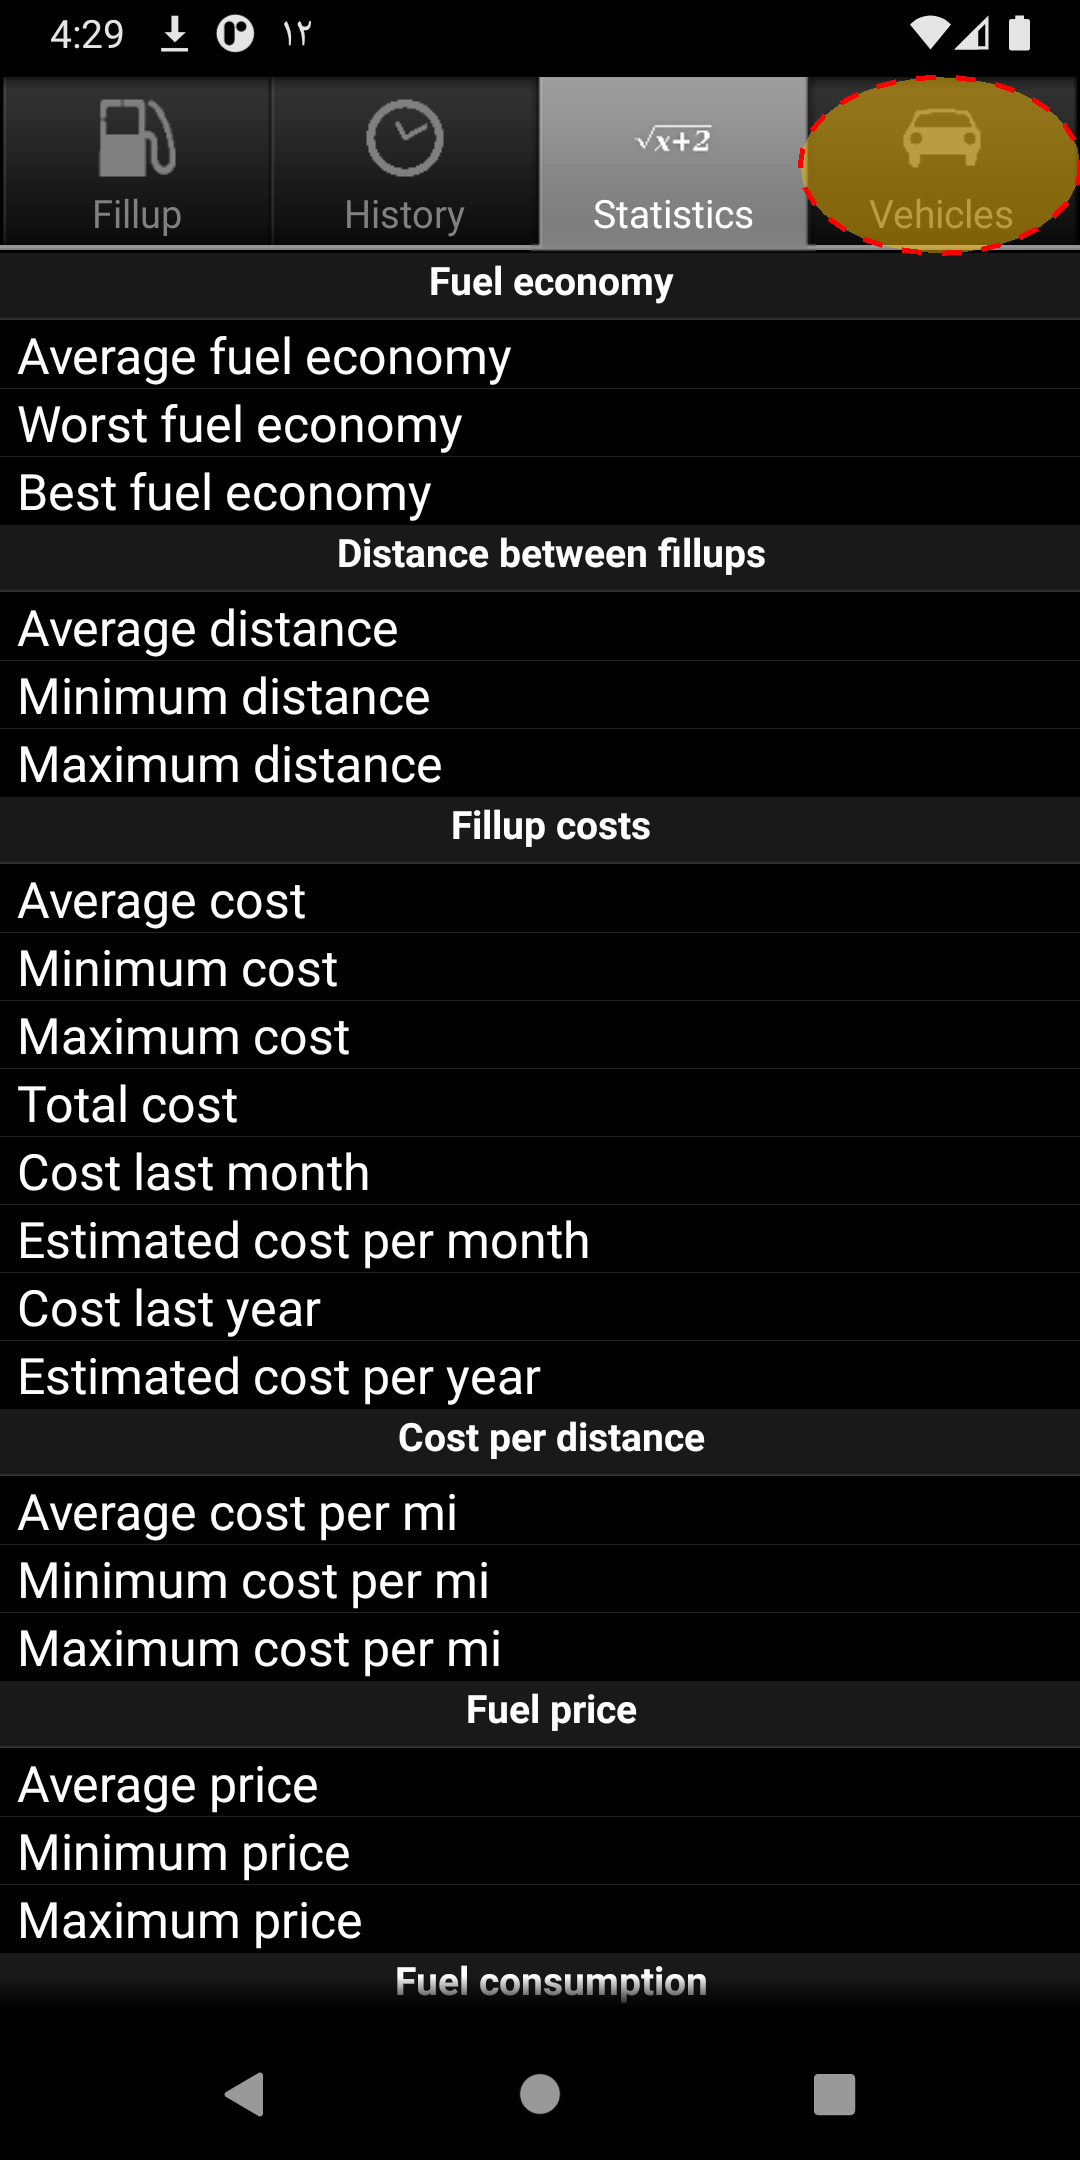 4:29 ١٢
Fillup History √x+2 Statistics Vehicles
Fuel economy
Average fuel economy
Worst fuel economy
Best fuel economy
Distance between fillups
Average distance
Minimum distance
Maximum distance
Fillup costs
Average cost
Minimum cost
Maximum cost
Total cost
Cost last month
Estimated cost per month
Cost last year
Estimated cost per year
Cost per distance
Average cost per mi
Minimum cost per mi
Maximum cost per mi
Fuel price
Average price
Minimum price
Maximum price
Fuel consumption